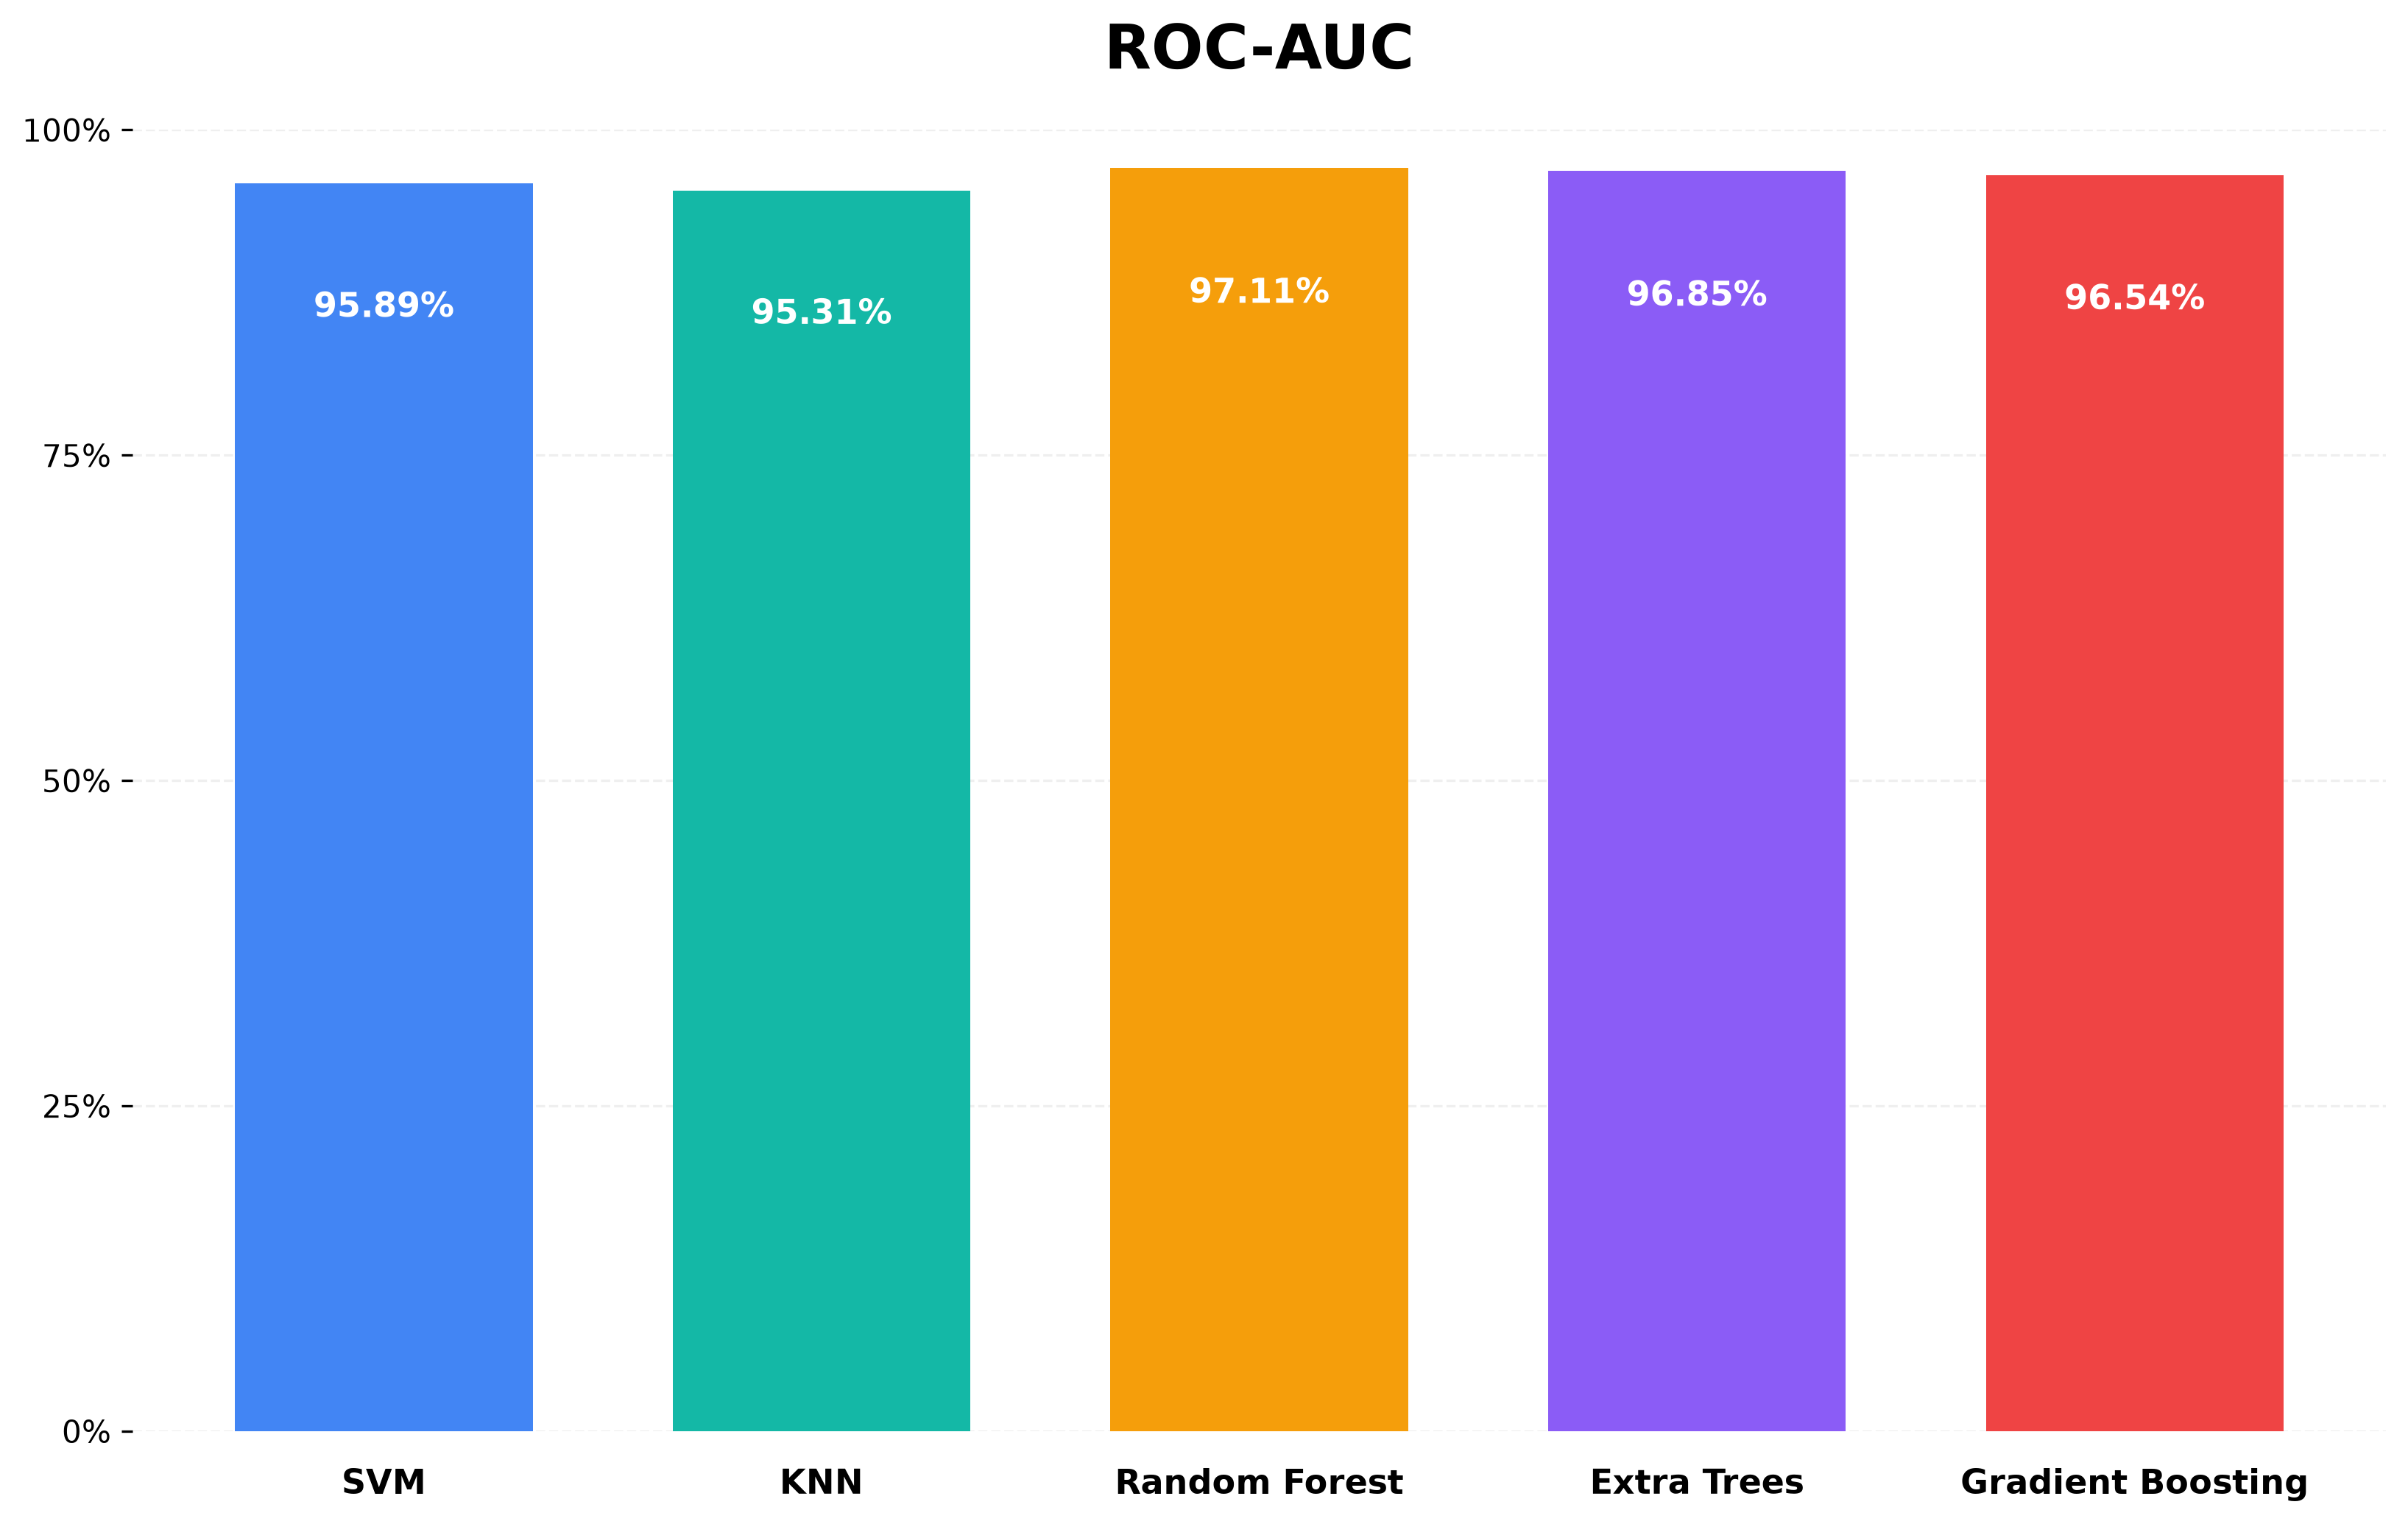 ROC-AUC
100%
75%
50%
25%
0%
95.89%
95.31%
97.11%
96.85%
96.54%
SVM
KNN
Random Forest
Extra Trees
Gradient Boosting